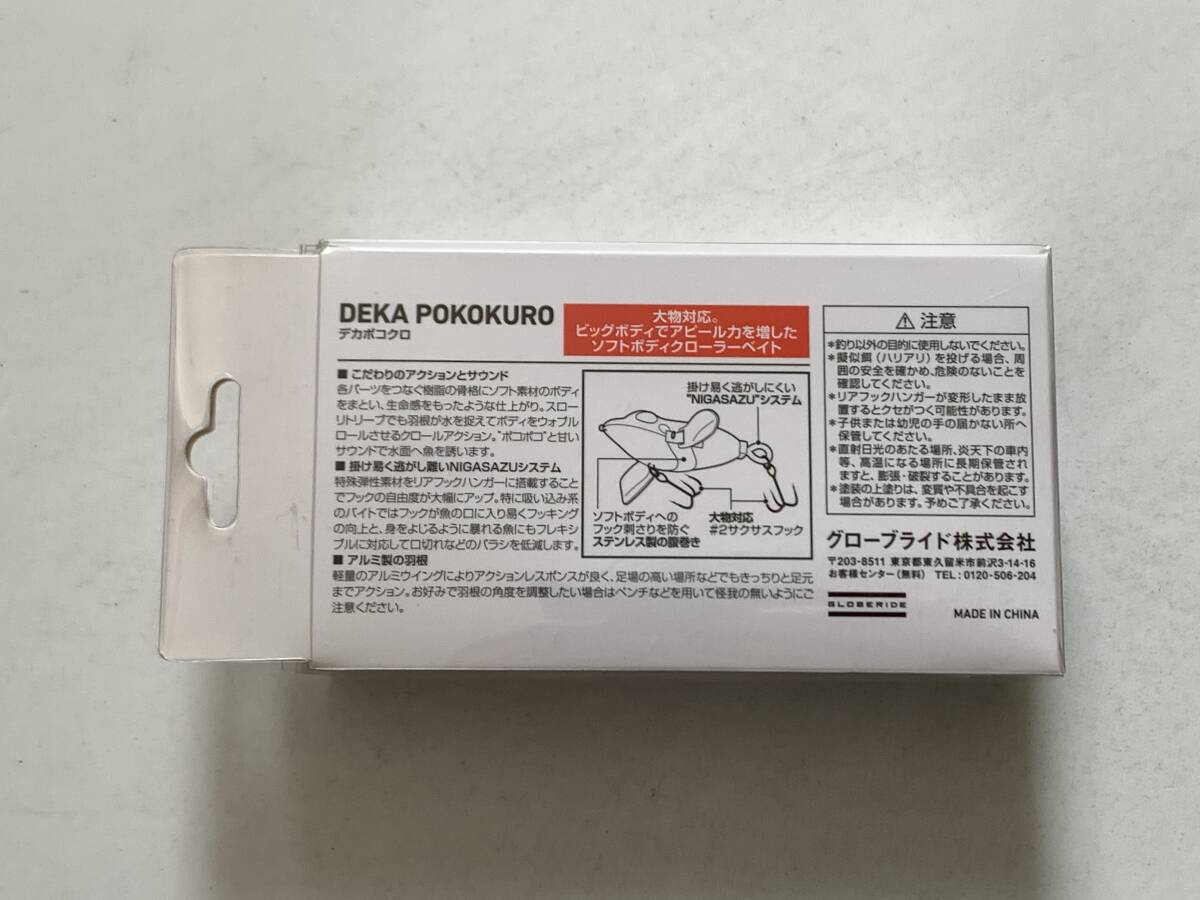 DEKA POKOKURO
デカポコクロ
大物対応。
ビッグボディでアピール力を増した
ソフトボディクローラーベイト
■ こだわりのアクションとサウンド
各パーツをつなぐ樹脂の骨格にソフト素材のボディ
をまとい、生命感をもったような仕上がり。スロー
リトリーブでも羽根が水を捉えてボディをウォブル
ロールさせるクロールアクション。"ポコポコ"と甘い
サウンドで水面へ魚を誘います。
■ 掛け易く逃がし難いNIGASAZUシステム
特殊弾性素材をリアフックハンガーに搭載すること
でフックの自由度が大幅にアップ。特に吸い込み系
のバイトではフックが魚の口に入り易くフッキング
の向上と、身をよじるように暴れる魚にもフレキシ
ブルに対応して口切れなどのバラシを低減します。
■ アルミ製の羽根
軽量のアルミウイングによりアクションレスポンスが良く、足場の高い場所などでもきっちりと足元
までアクション。お好みで羽根の角度を調整したい場合はペンチなどを用いて怪我の無いようにご
注意ください。
掛け易く逃がしにくい
"NIGASAZU"システム
ソフトボディへの
フック刺さりを防ぐ
ステンレス製の腹巻き
大物対応
#2サクサスフック
⚠ 注意
*釣り以外の目的に使用しないでください。
*擬似餌(ハリアリ)を投げる場合、周
囲の安全を確かめ、危険のないことを
確認してください。
*リアフックハンガーが変形したまま放
置するとクセがつく可能性があります。
*子供または幼児の手の届かない所へ
保管してください。
*直射日光のあたる場所、炎天下の車内
等、高温になる場所に長期保管されま
すと、膨張・破裂することがあります。
*塗装の上塗りは、変質や不具合を起こす
場合があります。予めご了承ください。
グローブライド株式会社
〒203-8511 東京都東久留米市前沢3-14-16
お客様センター(無料) TEL:0120-506-204
GLOBERIDE
MADE IN CHINA